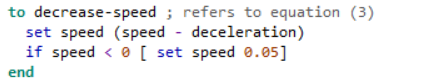 to decrease-speed ; refers to equation (3)
  set speed (speed - deceleration)
  if speed < 0 [ set speed 0.05]
end